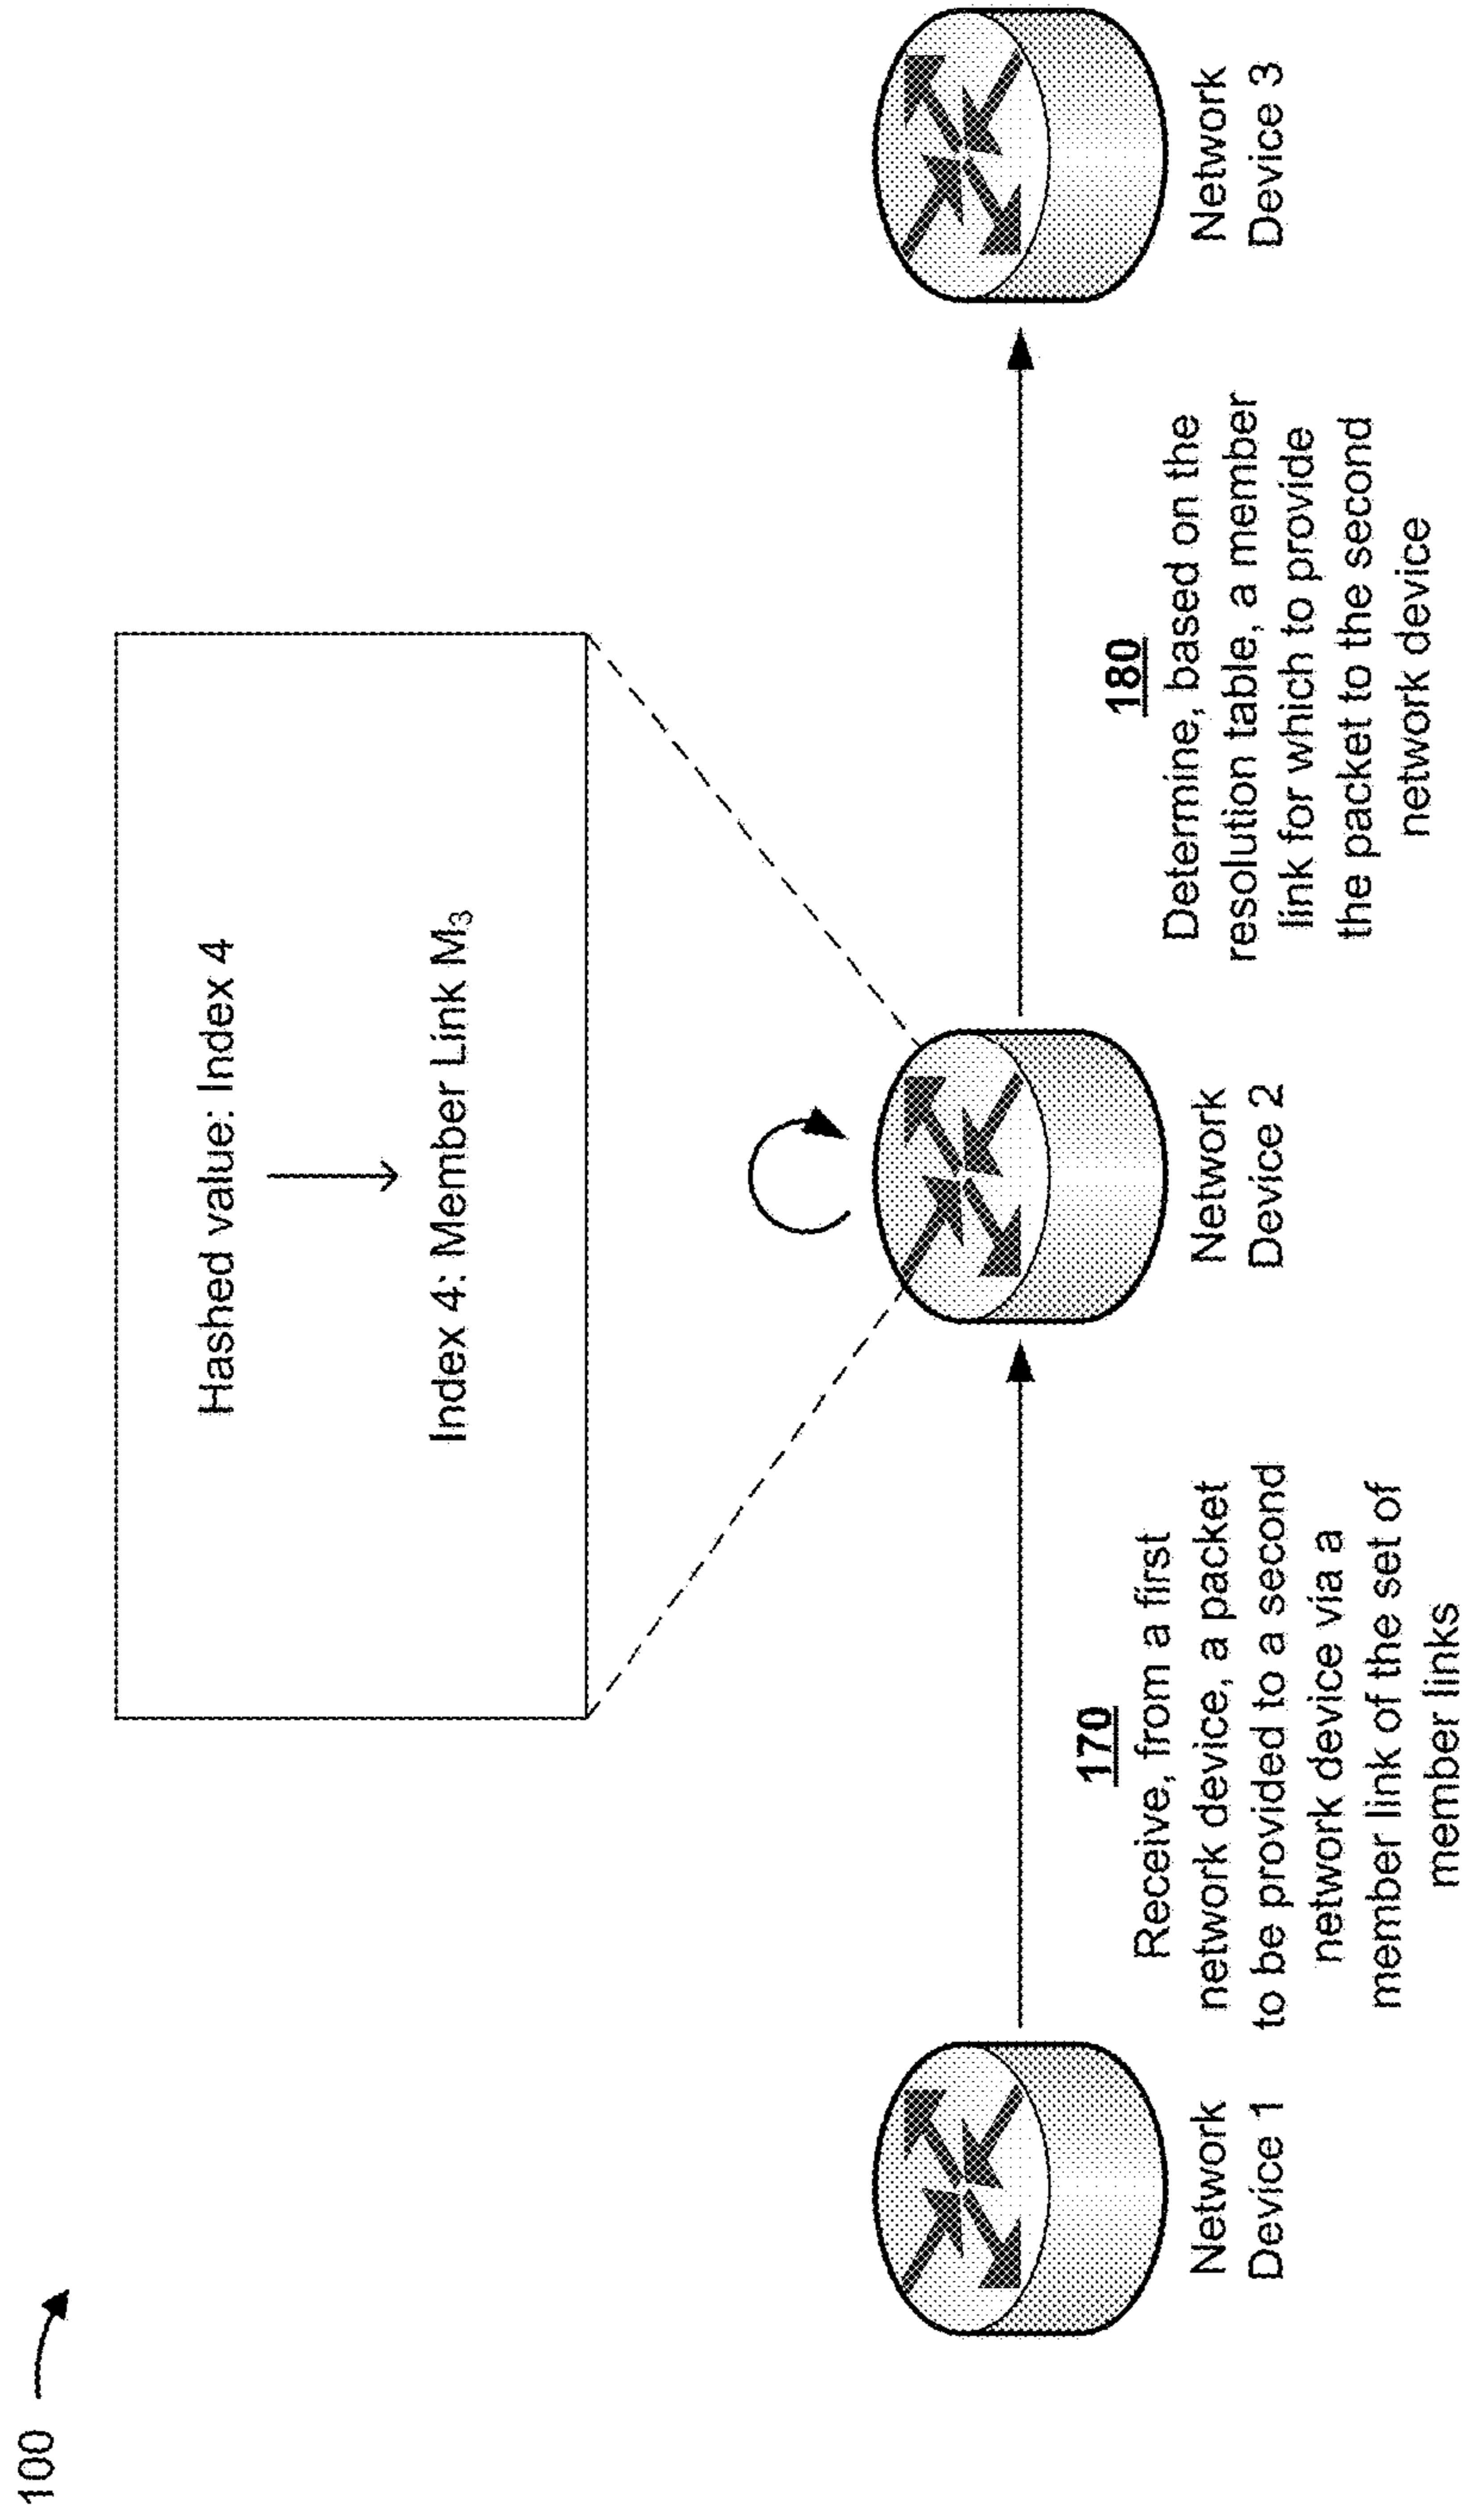 100
Hashed value: Index 4
Index 4: Member Link M₃
Network
Device 1
Network
Device 2
Network
Device 3
170
Receive, from a first
network device, a packet
to be provided to a second
network device via a
member link of the set of
member links
180
Determine, based on the
resolution table, a member
link for which to provide
the packet to the second
network device